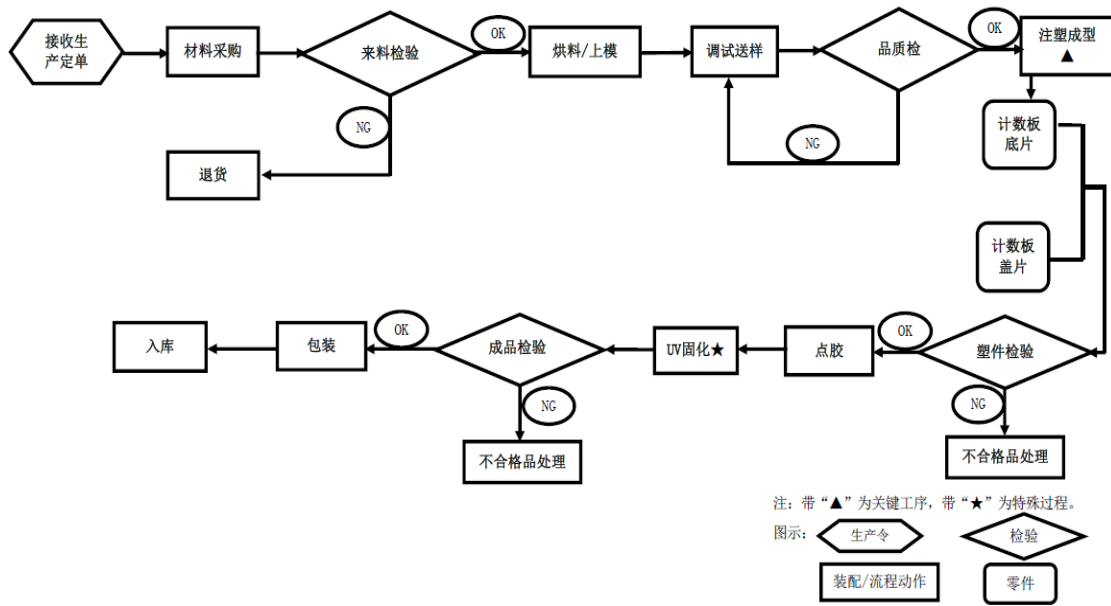 接收生
产定单
材料采购
来料检验
OK
烘料/上模
调试送样
品质检
OK
注塑成型
▲
NG
NG
退货
计数板
底片
计数板
盖片
入库
包装
OK
成品检验
UV固化★
点胶
OK
塑件检验
NG
NG
不合格品处理
不合格品处理
注：带“▲”为关键工序，带“★”为特殊过程。
图示：
生产令
检验
装配/流程动作
零件